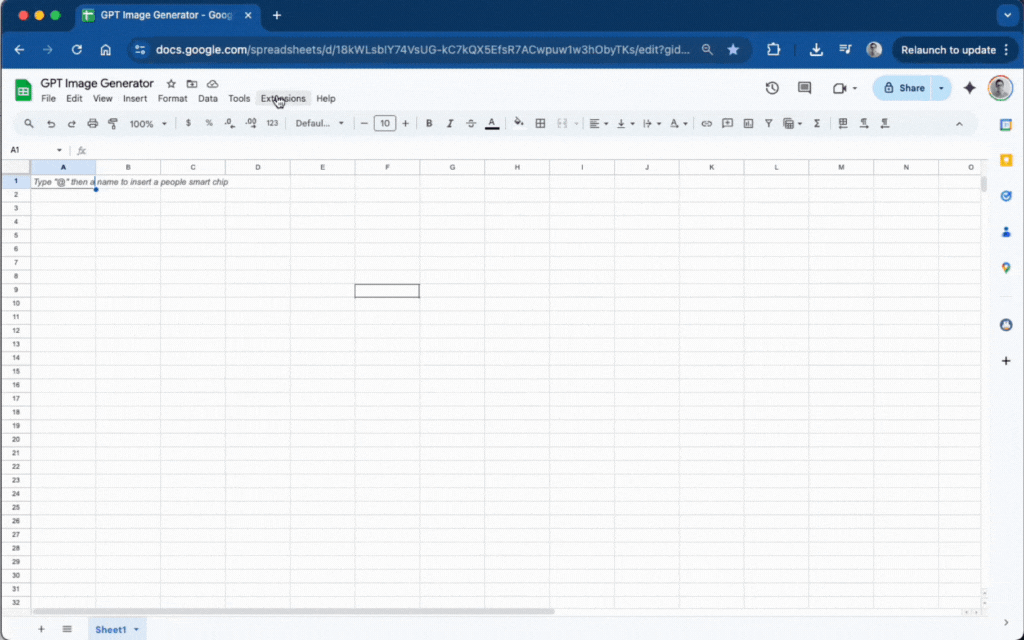 GPT Image Generator - Goog
docs.google.com/spreadsheets/d/18kWLsbIY74VsUG-kC7kQX5EfsR7ACwpuw1w3hObyTKs/edit?gid...
Relaunch to update
GPT Image Generator
File Edit View Insert Format Data Tools Extensions Help
Share
100% $ % .0 .00 123 Defaul... 10 B I S A
A1 fx
A B C D E F G H I J K L M N O
1 Type "@" then a name to insert a people smart chip
2
3
4
5
6
7
8
9
10
11
12
13
14
15
16
17
18
19
20
21
22
23
24
25
26
27
28
29
30
31
32
Sheet1